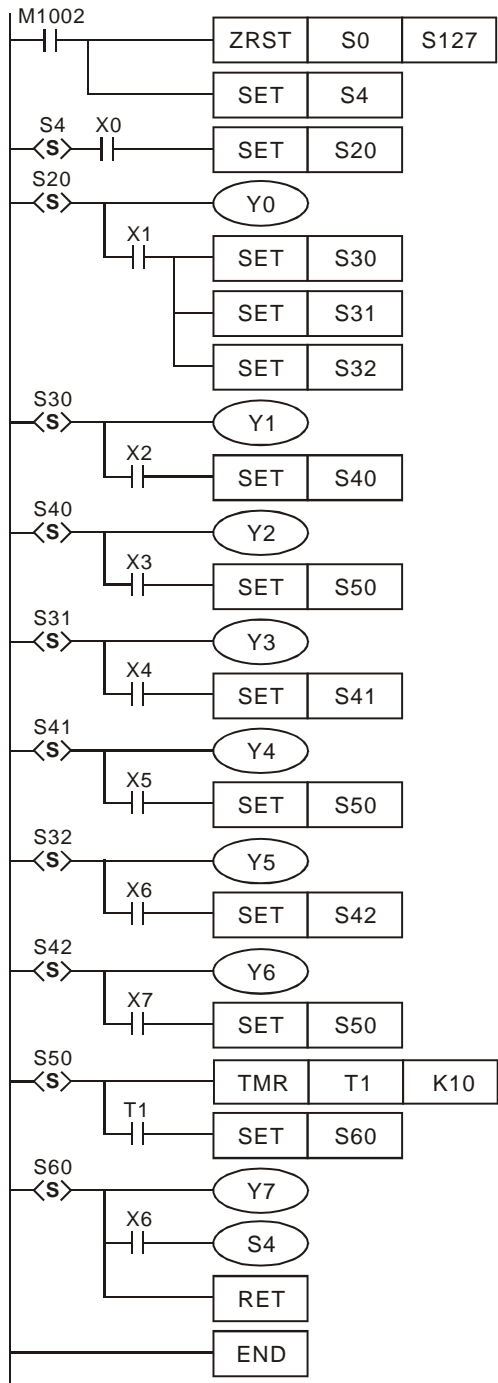 M1002
ZRST S0 S127
SET S4
S4 X0
S SET S20
S20
S Y0
X1
SET S30
SET S31
SET S32
S30
S Y1
X2
SET S40
S40
S Y2
X3
SET S50
S31
S Y3
X4
SET S41
S41
S Y4
X5
SET S50
S32
S Y5
X6
SET S42
S42
S Y6
X7
SET S50
S50
S TMR T1 K10
T1
SET S60
S60
S Y7
X6
S4
RET
END